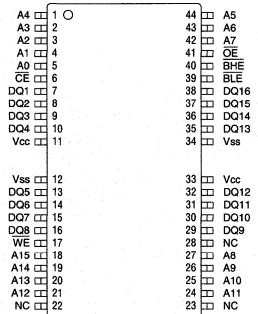 A4 1 44 A5
A3 2 43 A6
A2 3 42 A7
A1 4 41 OE
A0 5 40 BHE
CE 6 39 BLE
DQ1 7 38 DQ16
DQ2 8 37 DQ15
DQ3 9 36 DQ14
DQ4 10 35 DQ13
Vcc 11 34 Vss
Vss 12 33 Vcc
DQ5 13 32 DQ12
DQ6 14 31 DQ11
DQ7 15 30 DQ10
DQ8 16 29 DQ9
WE 17 28 NC
A15 18 27 A8
A14 19 26 A9
A13 20 25 A10
A12 21 24 A11
NC 22 23 NC